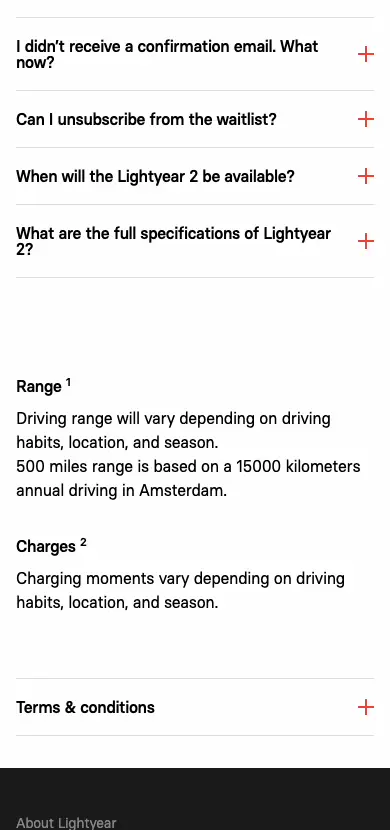 I didn't receive a confirmation email. What
now?
Can I unsubscribe from the waitlist?
When will the Lightyear 2 be available?
What are the full specifications of Lightyear
2?
Range 1
Driving range will vary depending on driving
habits, location, and season.
500 miles range is based on a 15000 kilometers
annual driving in Amsterdam.
Charges 2
Charging moments vary depending on driving
habits, location, and season.
Terms & conditions
About Lightyear